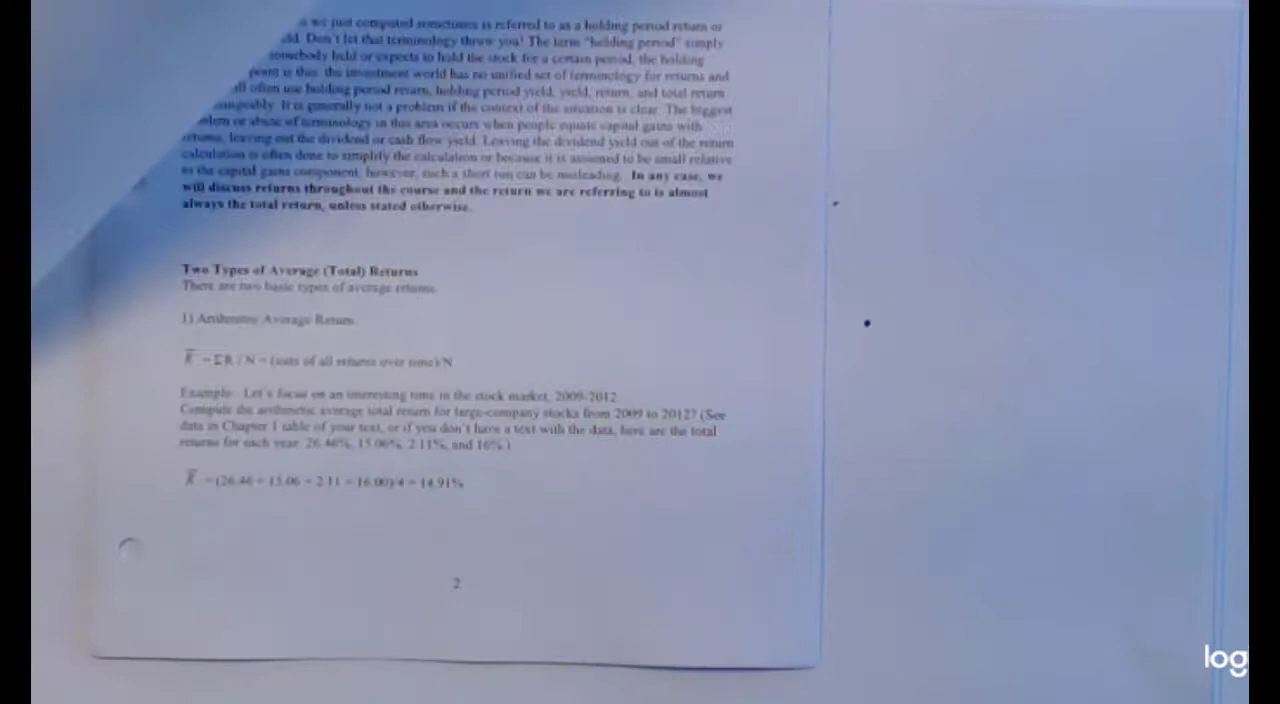 we just computed sometimes is referred to as a holding period return or
Don't let that terminology throw you! The term "holding period" simply
somebody held or expects to hold the stock for a certain period, the holding
point is this: the investment world has no unified set of terminology for returns and
often use holding period return, holding period yield, yield, return, and total return
It is generally not a problem if the context of the situation is clear. The biggest
or abuse of terminology in this area occurs when people equate capital gains with
returns, leaving out the dividend or cash flow yield. Leaving the dividend yield out of the return
calculation is often done to simplify the calculation or because it is assumed to be small relative
to the capital gains component, however, such a short run can be misleading. In any case, we
will discuss returns throughout the course and the return we are referring to is almost
always the total return, unless stated otherwise.
Two Types of Average (Total) Returns
There are two basic types of average returns.
1) Arithmetic Average Return
R̅ = ΣR / N = (sum of all returns over time)/N
Example: Let's focus on an interesting time in the stock market, 2009-2012.
Compute the arithmetic average total return for large-company stocks from 2009 to 2012? (See
data in Chapter 1 table of your text, or if you don't have a text with the data, here are the total
returns for each year: 26.46%, 15.06%, 2.11%, and 16%.)
R̅ = (26.46 + 15.06 + 2.11 + 16.00)/4 = 14.91%
2
log